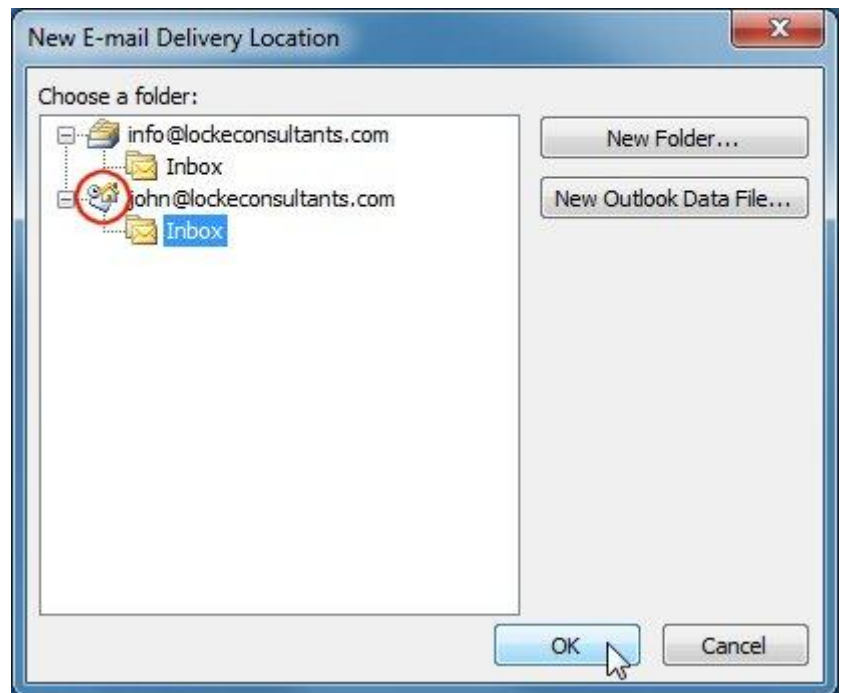 New E-mail Delivery Location
Choose a folder:
info@lockeconsultants.com
Inbox
john@lockeconsultants.com
Inbox
New Folder...
New Outlook Data File...
OK
Cancel